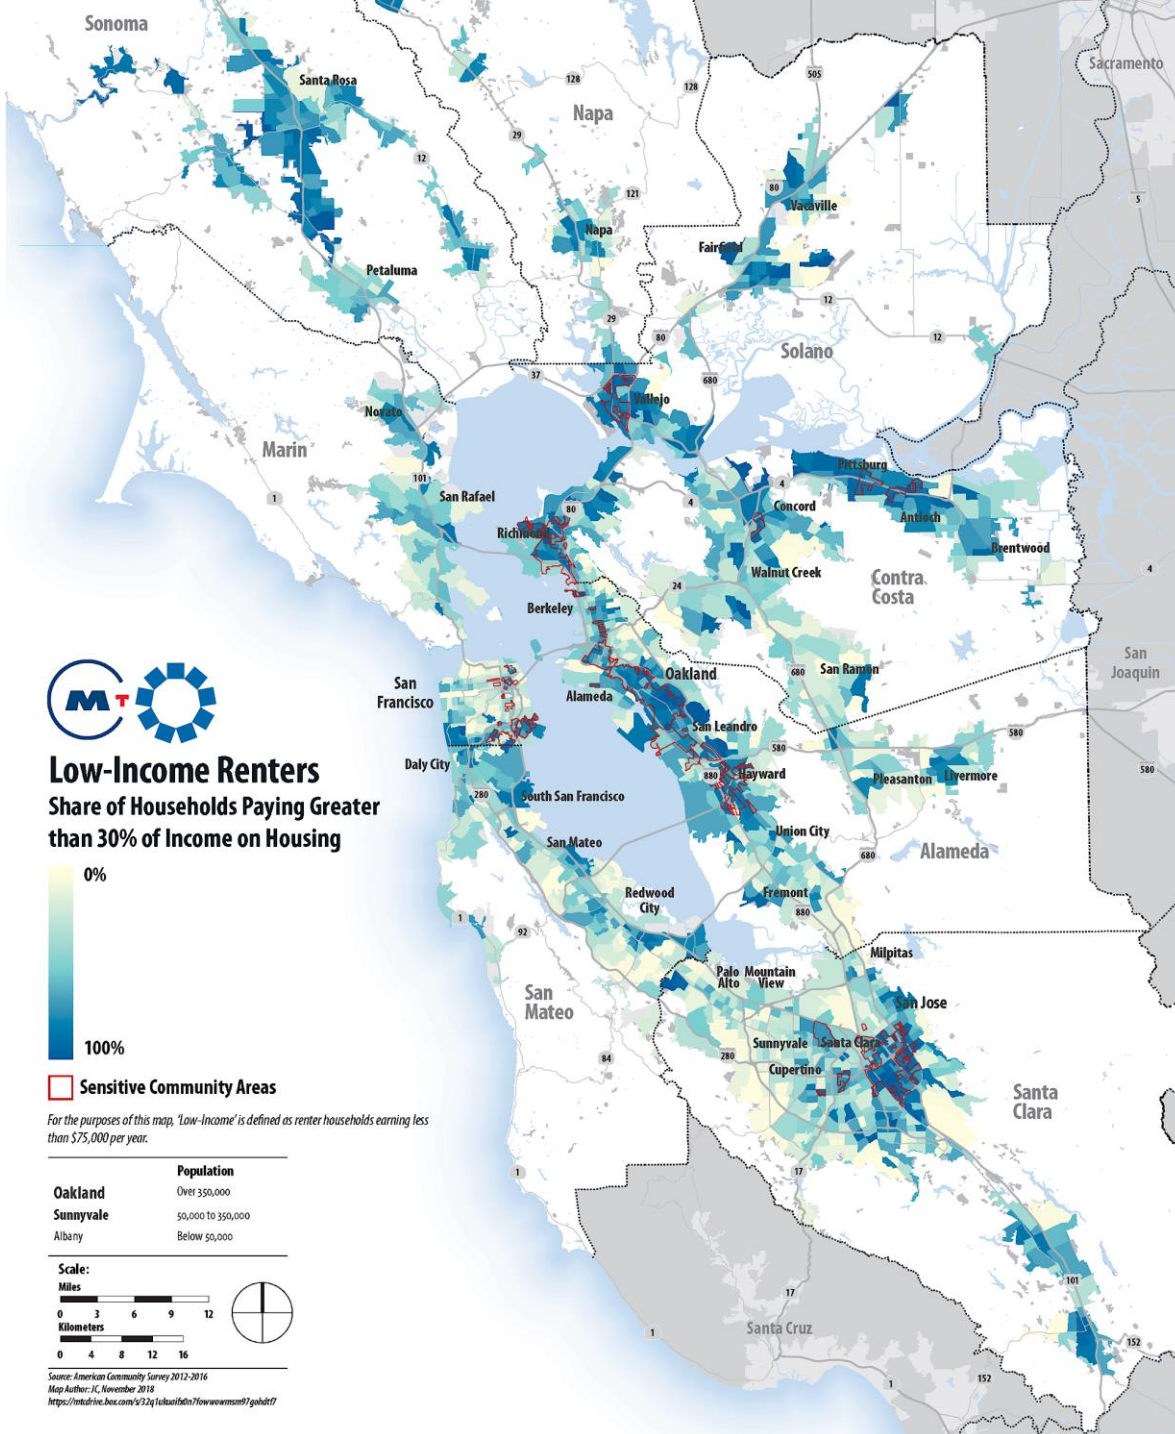 Sonoma
Sacramento
Santa Rosa
505
128
128
Napa
29
12
80
121
5
Vacaville
Napa
Fairfield
Petaluma
12
29
80
12
Solano
37
680
Vallejo
Novato
Marin
Pittsburg
101
4
1
San Rafael
4
Concord
80
Antioch
Richmond
Brentwood
Walnut Creek
4
Contra
Costa
24
Berkeley
San
Joaquin
680
San Ramon
Oakland
San
Francisco
Alameda
San Leandro
580
580
Daly City
880
Hayward
580
Pleasanton
Livermore
280
South San Francisco
Union City
San Mateo
680
Alameda
Redwood
City
Fremont
880
1
92
Milpitas
Palo
Alto
Mountain
View
San
Mateo
San Jose
Sunnyvale
Santa Clara
84
280
Cupertino
Santa
Clara
1
17
101
17
Santa Cruz
1
152
152
1
M T
Low-Income Renters
Share of Households Paying Greater
than 30% of Income on Housing
0%
100%
Sensitive Community Areas
For the purposes of this map, 'Low-Income' is defined as renter households earning less
than $75,000 per year.
Population
Oakland Over 350,000
Sunnyvale 50,000 to 350,000
Albany Below 50,000
Scale:
Miles
0 3 6 9 12
Kilometers
0 4 8 12 16
Source: American Community Survey 2012-2016
Map Author: JC, November 2018